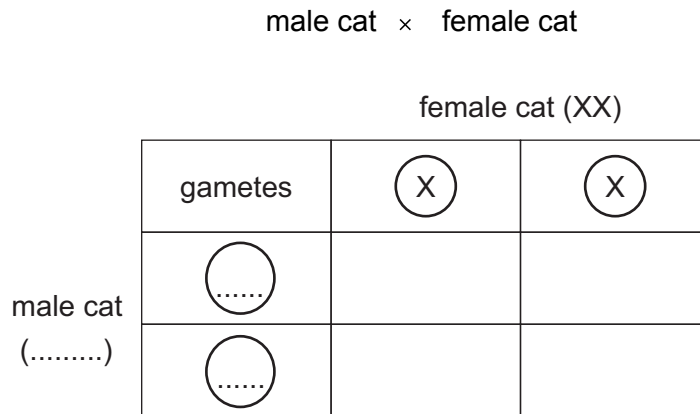 male cat × female cat
female cat (XX)
gametes X X
......
male cat
(.........)
......